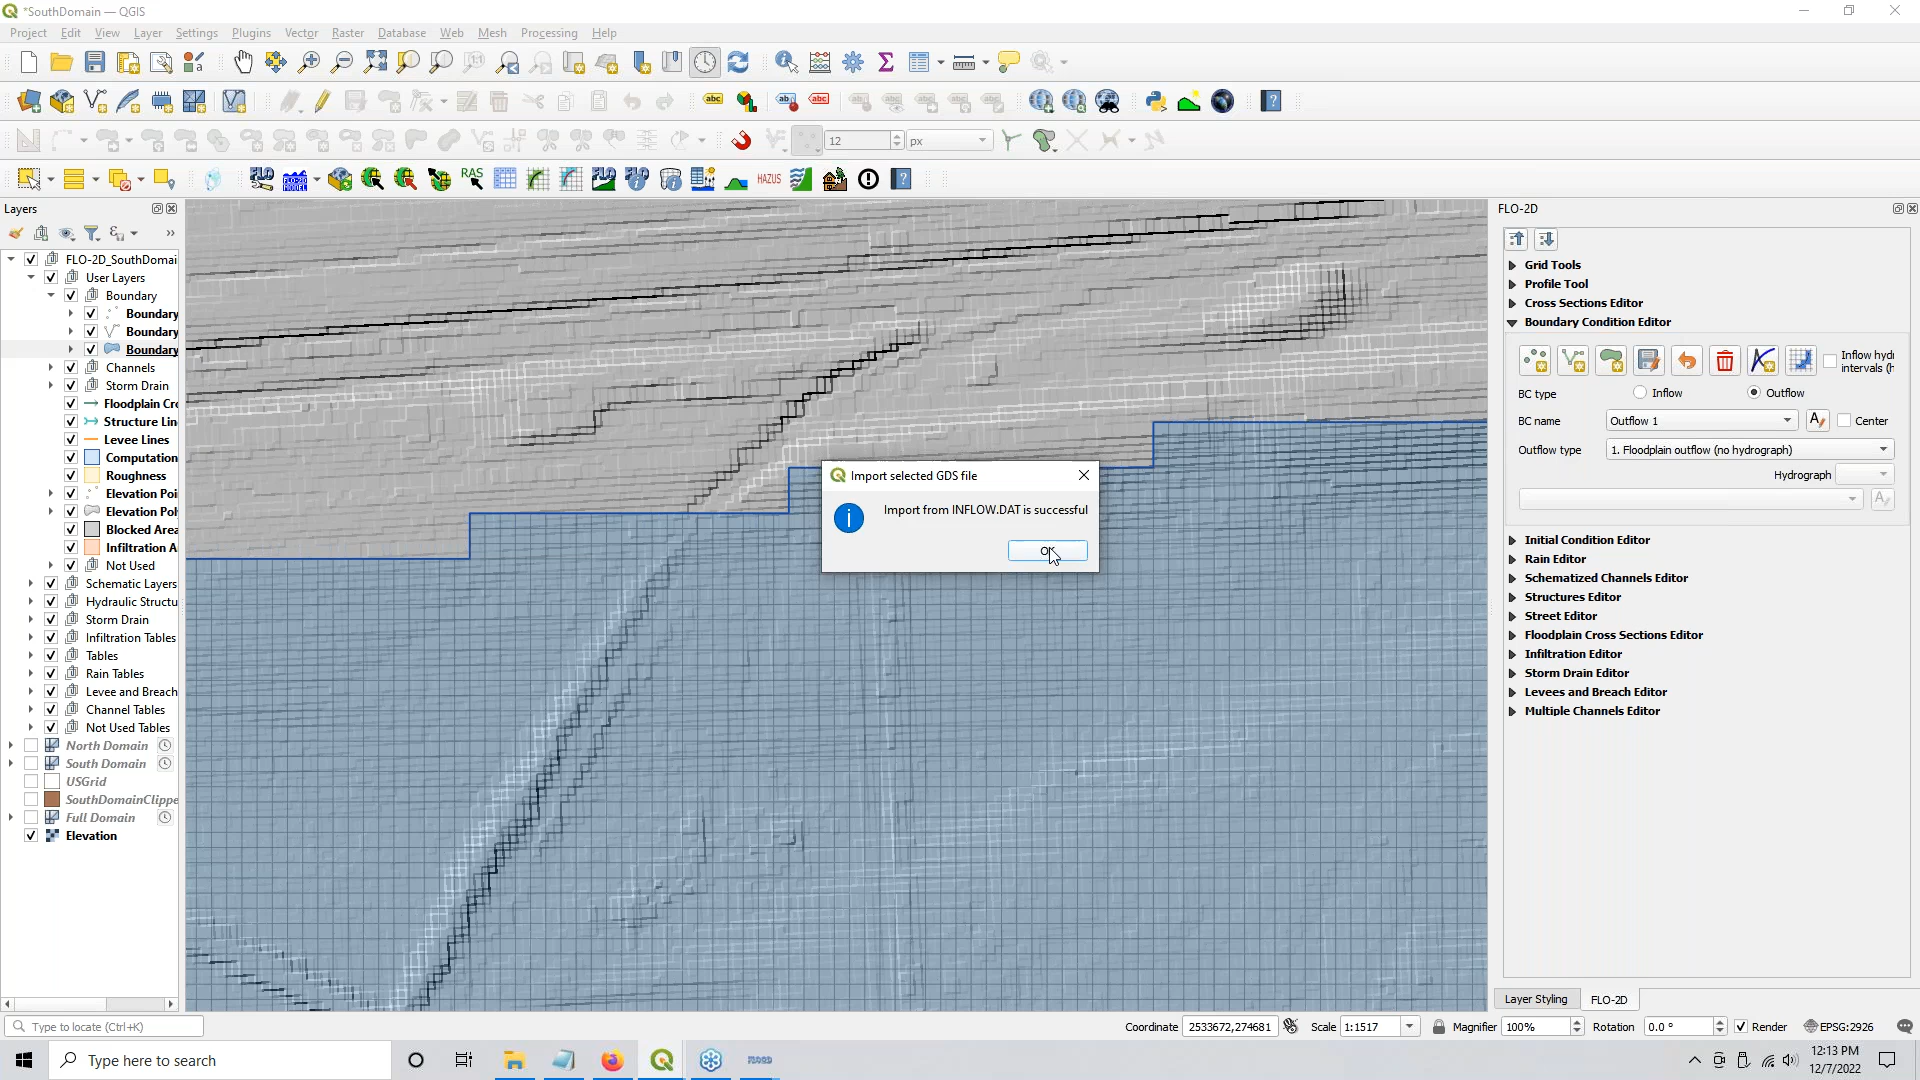 *SouthDomain — QGIS
Project Edit View Layer Settings Plugins Vector Raster Database Web Mesh Processing Help
abc abc abc
12 px
FLO RAS HAZUS
Layers
FLO-2D_SouthDomai
User Layers
Boundary
Boundary
Boundary
Boundary
Channels
Storm Drain
Floodplain Cr
Structure Lin
Levee Lines
Computation
Roughness
Elevation Poi
Elevation Pol
Blocked Area
Infiltration A
Not Used
Schematic Layers
Hydraulic Structu
Storm Drain
Infiltration Tables
Tables
Rain Tables
Levee and Breach
Channel Tables
Not Used Tables
North Domain
South Domain
USGrid
SouthDomainClippe
Full Domain
Elevation
Import selected GDS file
Import from INFLOW.DAT is successful
OK
FLO-2D
Grid Tools
Profile Tool
Cross Sections Editor
Boundary Condition Editor
Inflow hydr
intervals (h
BC type Inflow Outflow
BC name Outflow 1 Center
Outflow type 1. Floodplain outflow (no hydrograph)
Hydrograph
Initial Condition Editor
Rain Editor
Schematized Channels Editor
Structures Editor
Street Editor
Floodplain Cross Sections Editor
Infiltration Editor
Storm Drain Editor
Levees and Breach Editor
Multiple Channels Editor
Layer Styling FLO-2D
Type to locate (Ctrl+K) Coordinate 2533672,274681 Scale 1:1517 Magnifier 100% Rotation 0.0 ° Render EPSG:2926
Type here to search
FLOOD
12:13 PM
12/7/2022